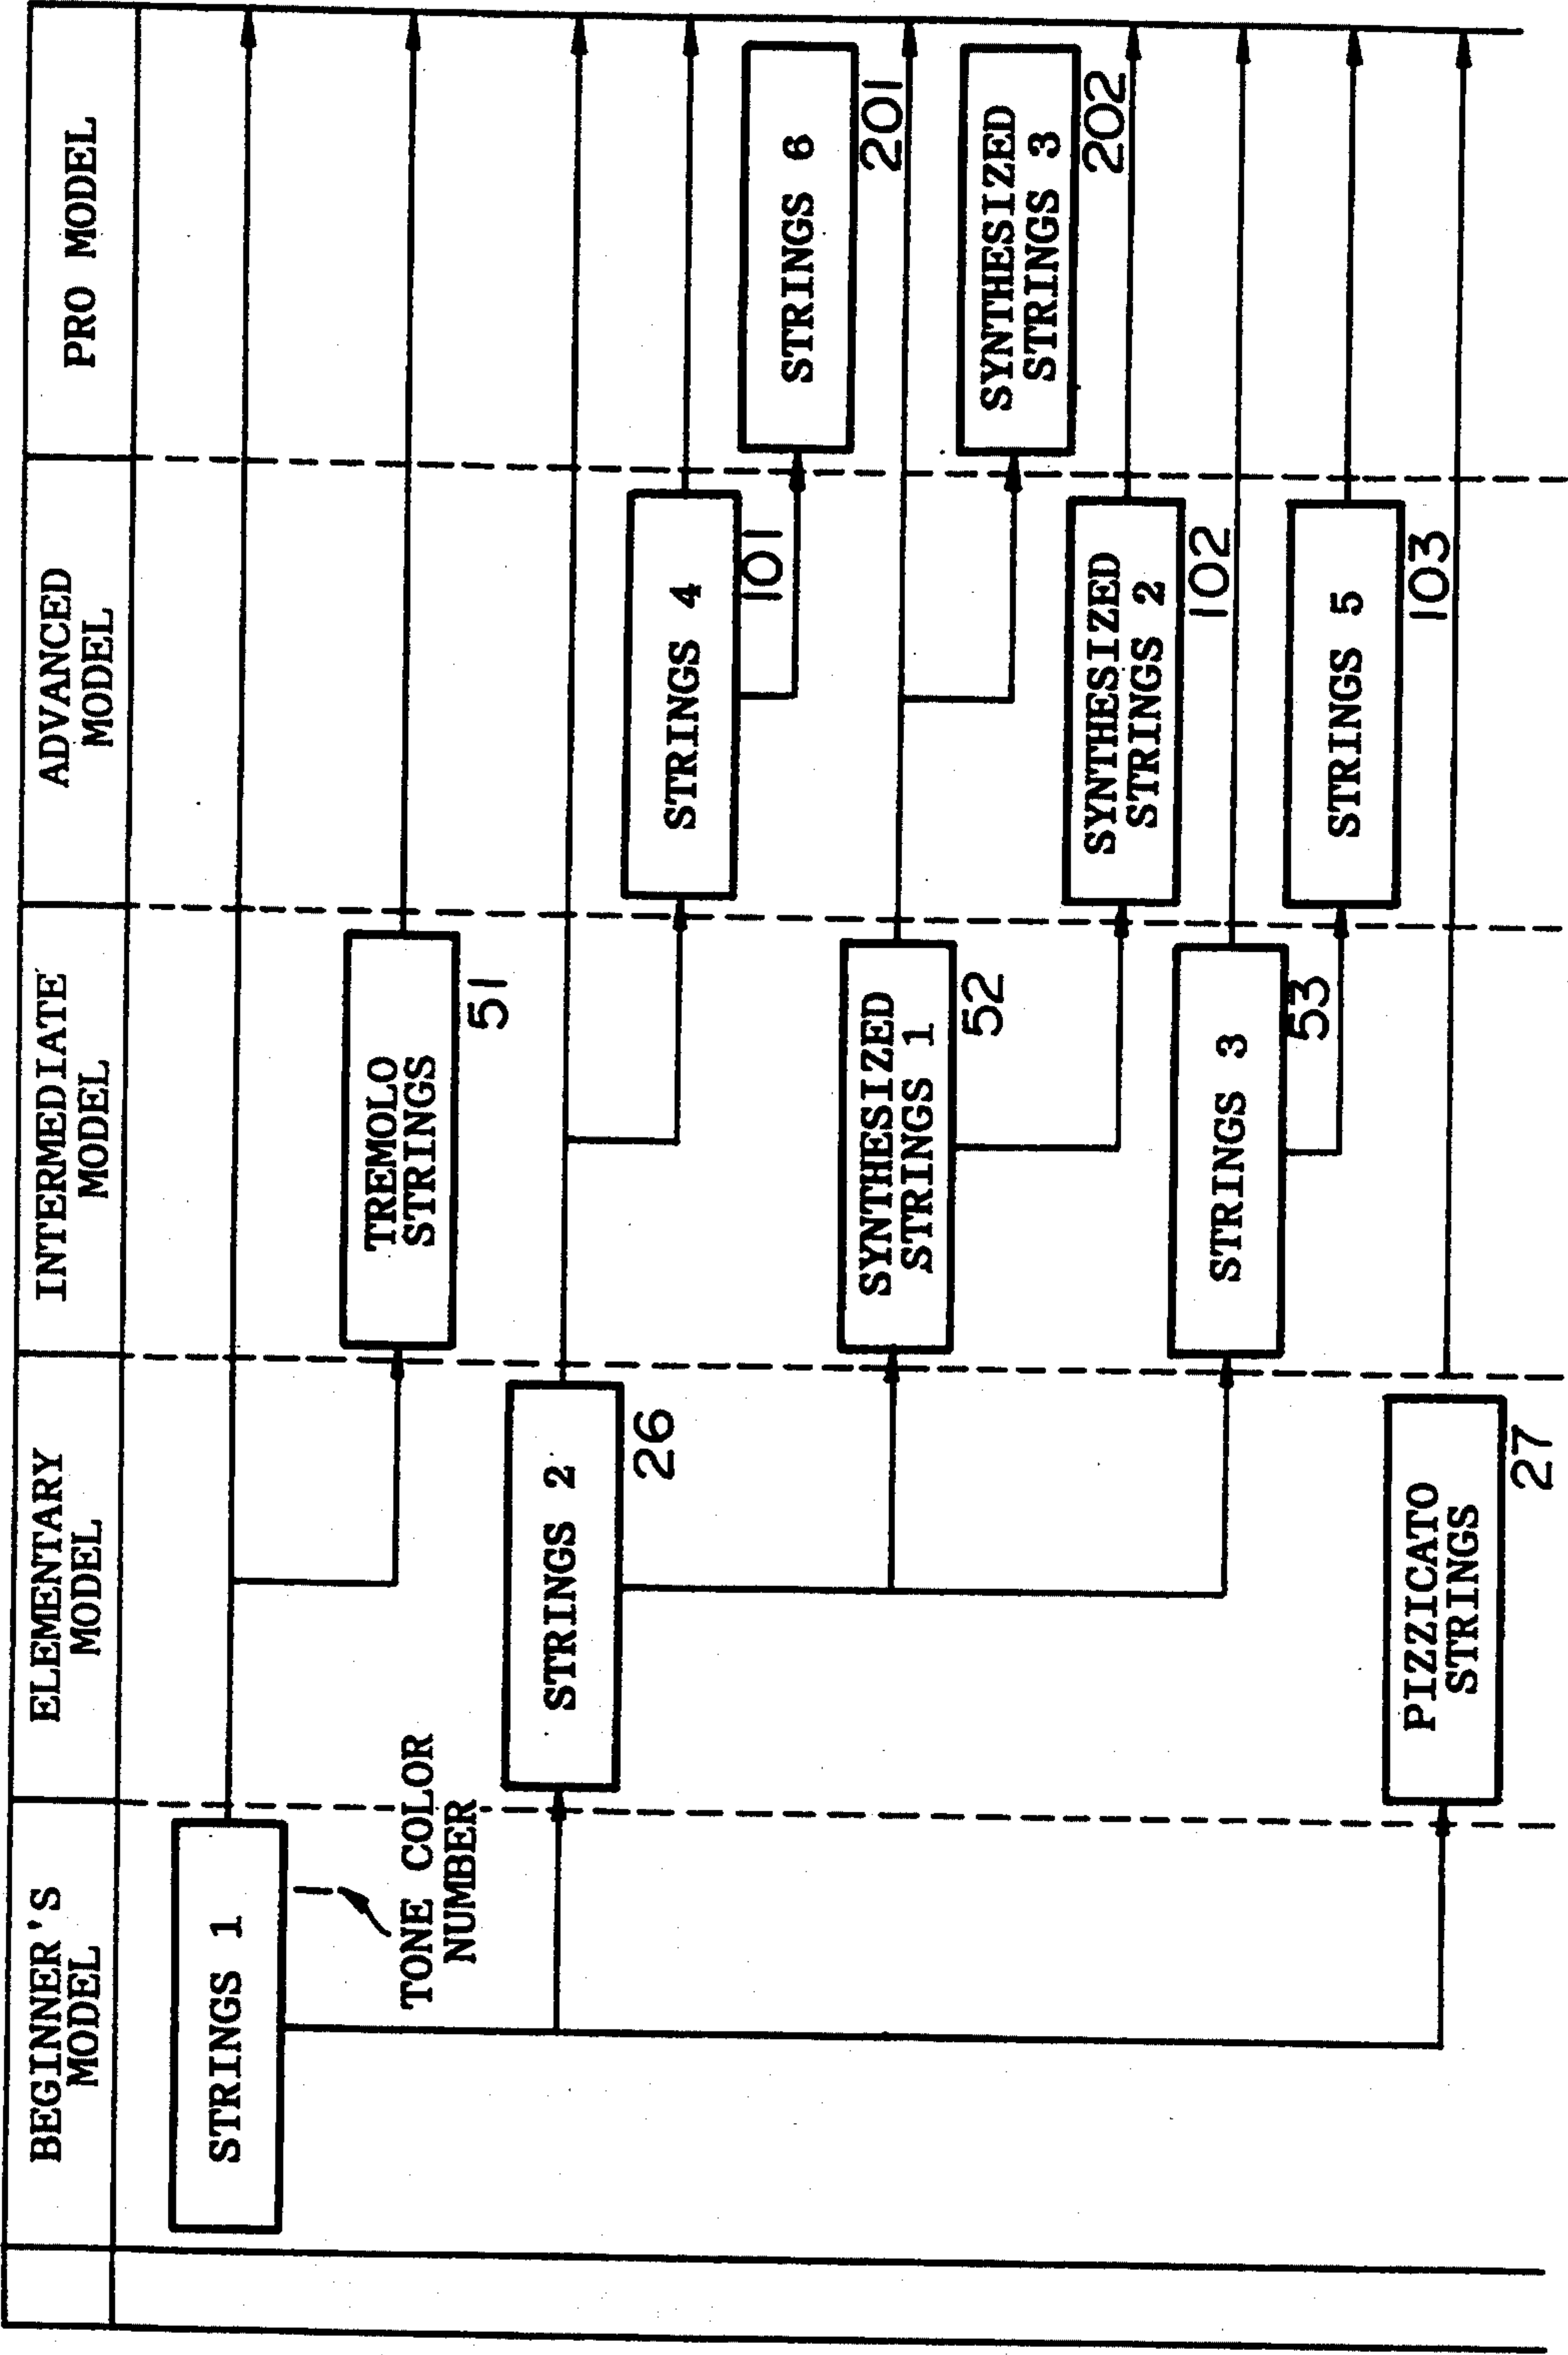 BEGINNER'S
MODEL
ELEMENTARY
MODEL
INTERMEDIATE
MODEL
ADVANCED
MODEL
PRO MODEL
STRINGS 1
1
TONE COLOR
NUMBER
TREMOLO
STRINGS
51
STRINGS 2
26
STRINGS 4
101
STRINGS 6
201
SYNTHESIZED
STRINGS 1
52
SYNTHESIZED
STRINGS 3
202
SYNTHESIZED
STRINGS 2
102
STRINGS 3
53
STRINGS 5
103
PIZZICATO
STRINGS
27